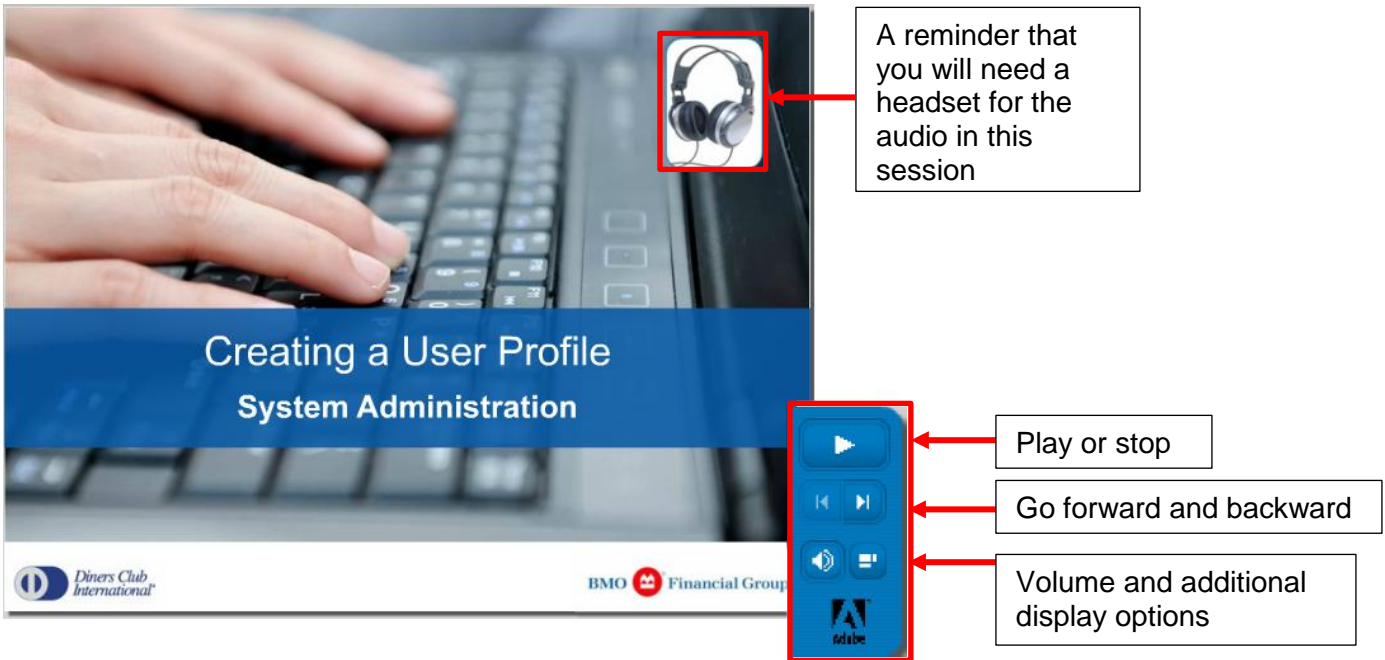 A reminder that
you will need a
headset for the
audio in this
session
Creating a User Profile
System Administration
Play or stop
Go forward and backward
Volume and additional
display options
Diners Club
International®
BMO Financial Group
Adobe